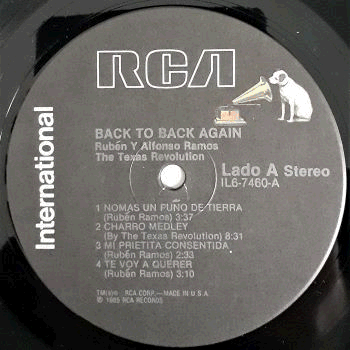 RCA
International
BACK TO BACK AGAIN
Rubén Y Alfonso Ramos
The Texas Revolution
Lado A Stereo
IL6-7460-A
1 NOMAS UN PUÑO DE TIERRA
(Rubén Ramos) 3:37
2 CHARRO MEDLEY
(By The Texas Revolution) 8:31
3 MI PRIETITA CONSENTIDA
(Rubén Ramos) 2:33
4 TE VOY A QUERER
(Rubén Ramos) 3:10
TM(s)® RCA CORP.—MADE IN U.S.A.
℗ 1985 RCA RECORDS